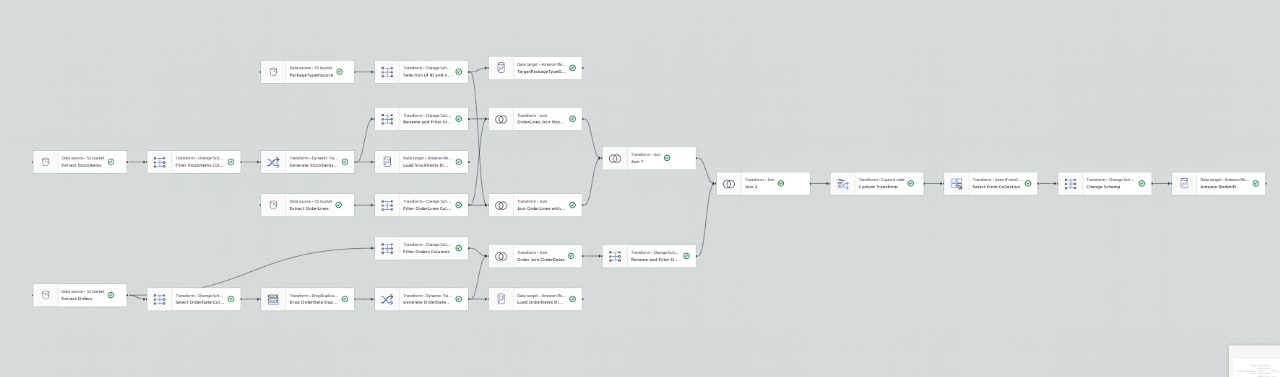 Data source - S3 bucket
PackageTypesSource
Transform - Change Sch...
Selection of ID and n...
Data target - Amazon Re...
TargetPackageTypeD...
Transform - Change Sch...
Rename and Filter St...
Transform - Join
OrderLines Join Stoc...
Data source - S3 bucket
Extract StockItems
Transform - Change Sch...
Filter StockItems Col...
Transform - Dynamic Tra...
Generate StockItems...
Data target - Amazon Re...
Load StockItems Di...
Transform - Join
Join 1
Transform - Join
Join 2
Transform - Custom code
Custom Transform
Transform - SelectFromC...
Select From Collection
Transform - Change Sch...
Change Schema
Data target - Amazon Re...
Amazon Redshift
Data source - S3 bucket
Extract OrderLines
Transform - Change Sch...
Filter OrderLines Col...
Transform - Join
Join OrderLines with...
Transform - Change Sch...
Filter Orders Columns
Transform - Join
Order Join OrderDates
Transform - Change Sch...
Rename and Filter O...
Data source - S3 bucket
Extract Orders
Transform - Change Sch...
Select OrderDate Col...
Transform - DropDuplica...
Drop OrderDate Dup...
Transform - Dynamic Tra...
Generate OrderDate...
Data target - Amazon Re...
Load OrderDates Di...